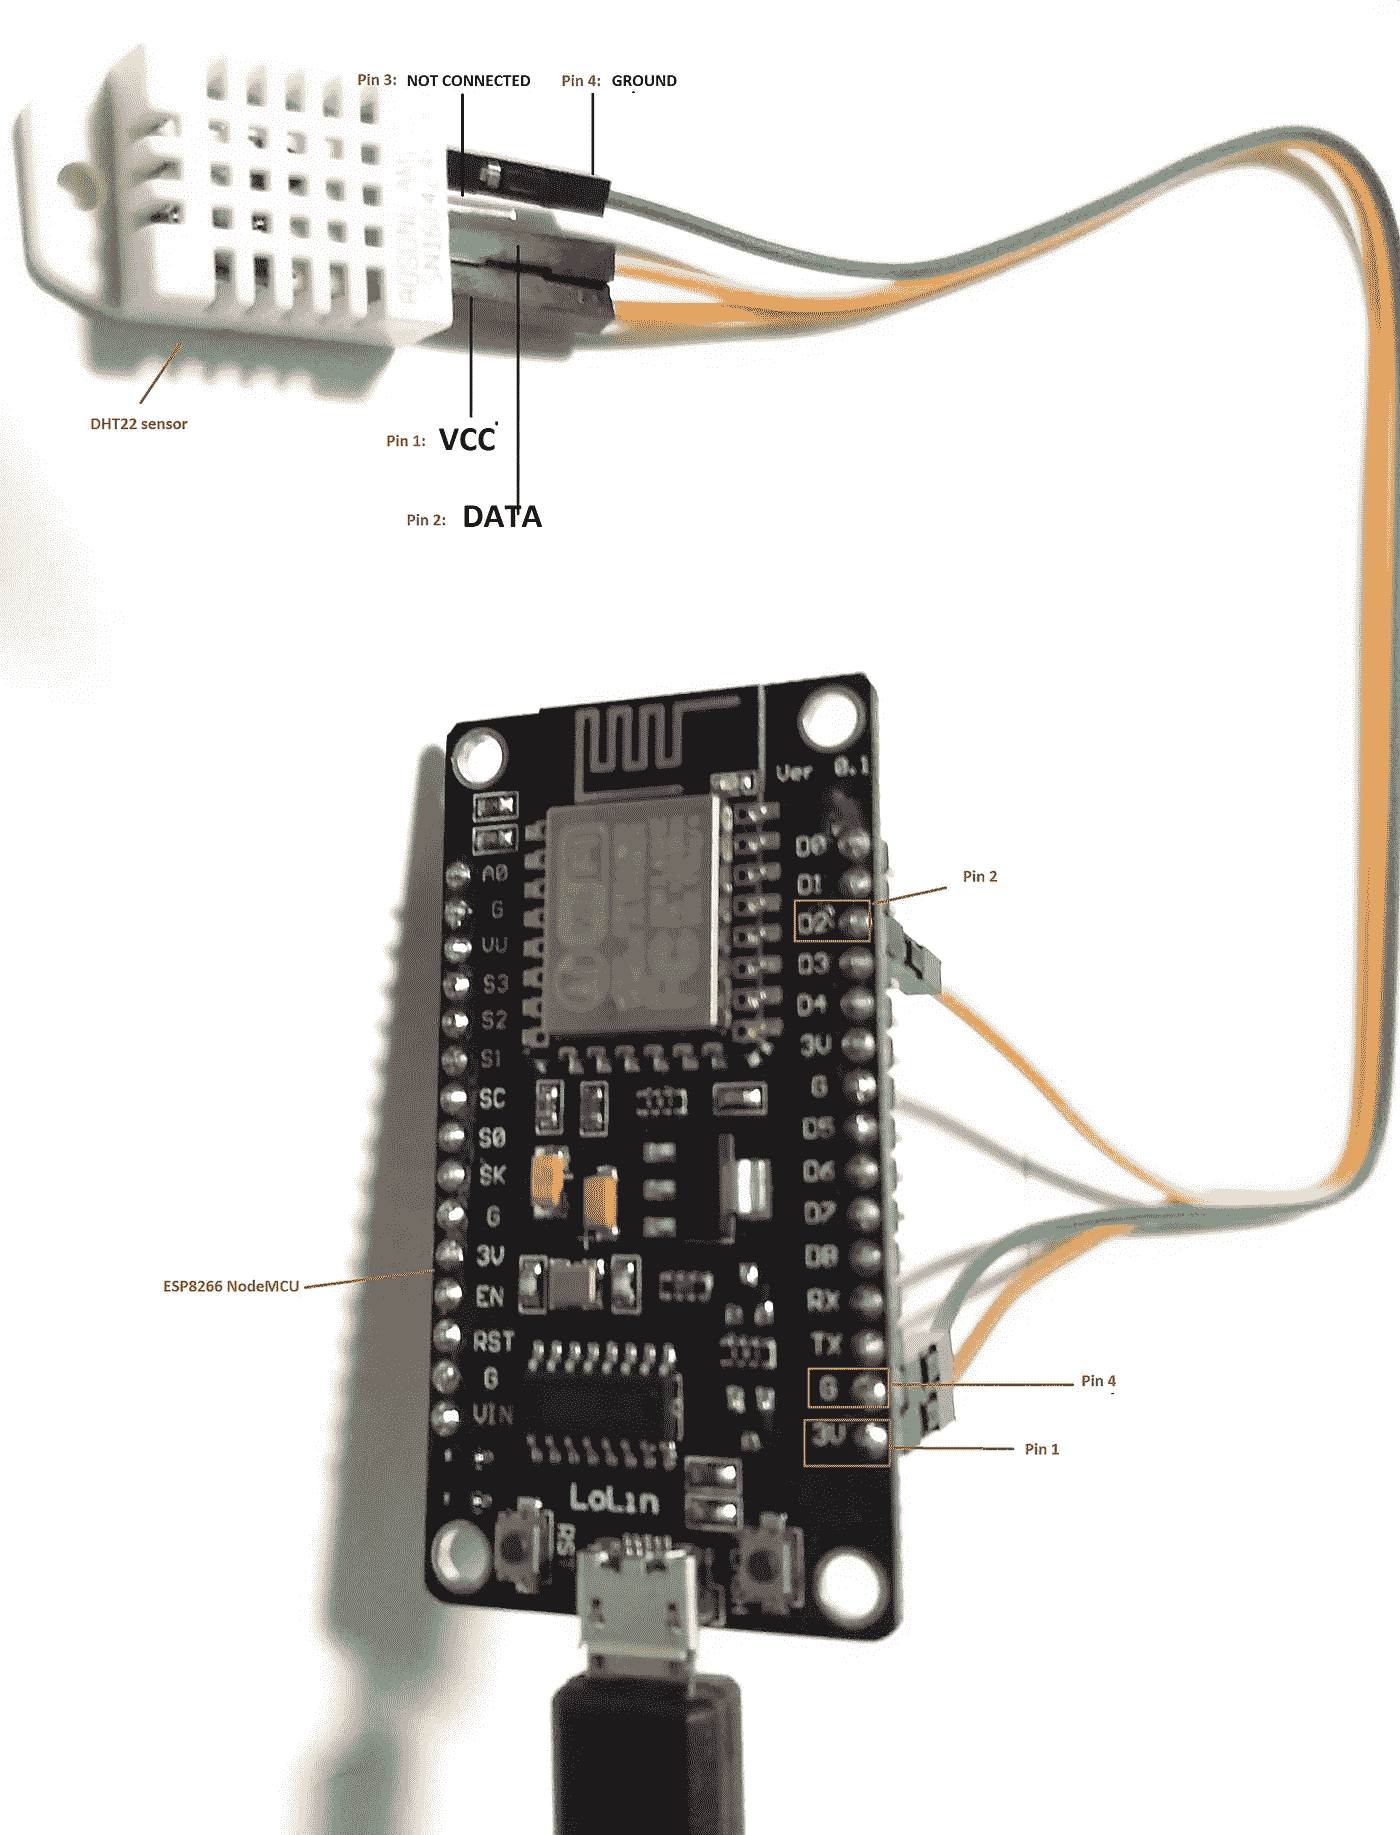 Pin 3: NOT CONNECTED
Pin 4: GROUND
DHT22 sensor
Pin 1: VCC
Pin 2: DATA
Ver 0.1
A0
G
VU
S3
S2
S1
SC
S0
SK
G
3V
EN
RST
G
VIN
D0
D1
D2
D3
D4
3V
G
D5
D6
D7
D8
RX
TX
G
3V
Pin 2
ESP8266 NodeMCU
Pin 4
Pin 1
LoLin
RST